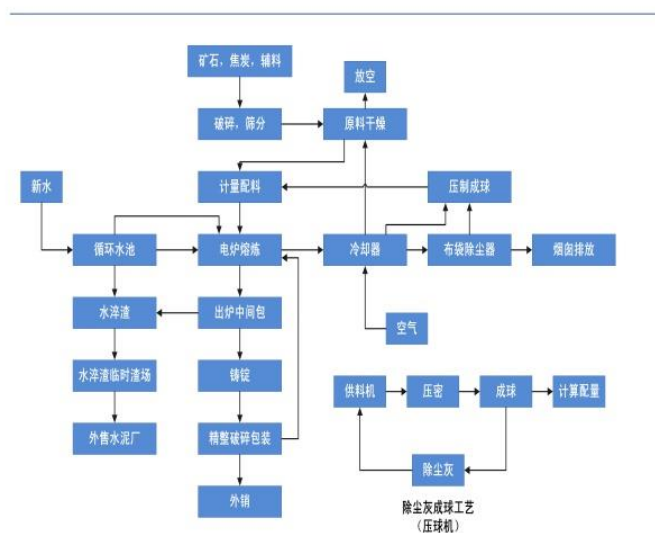 矿石，焦炭，辅料
放空
破碎，筛分
原料干燥
新水
计量配料
压制成球
循环水池
电炉熔炼
冷却器
布袋除尘器
烟囱排放
水淬渣
出炉中间包
空气
水淬渣临时渣场
铸锭
供料机
压密
成球
计算配量
外售水泥厂
精整破碎包装
除尘灰
外销
除尘灰成球工艺
（压球机）